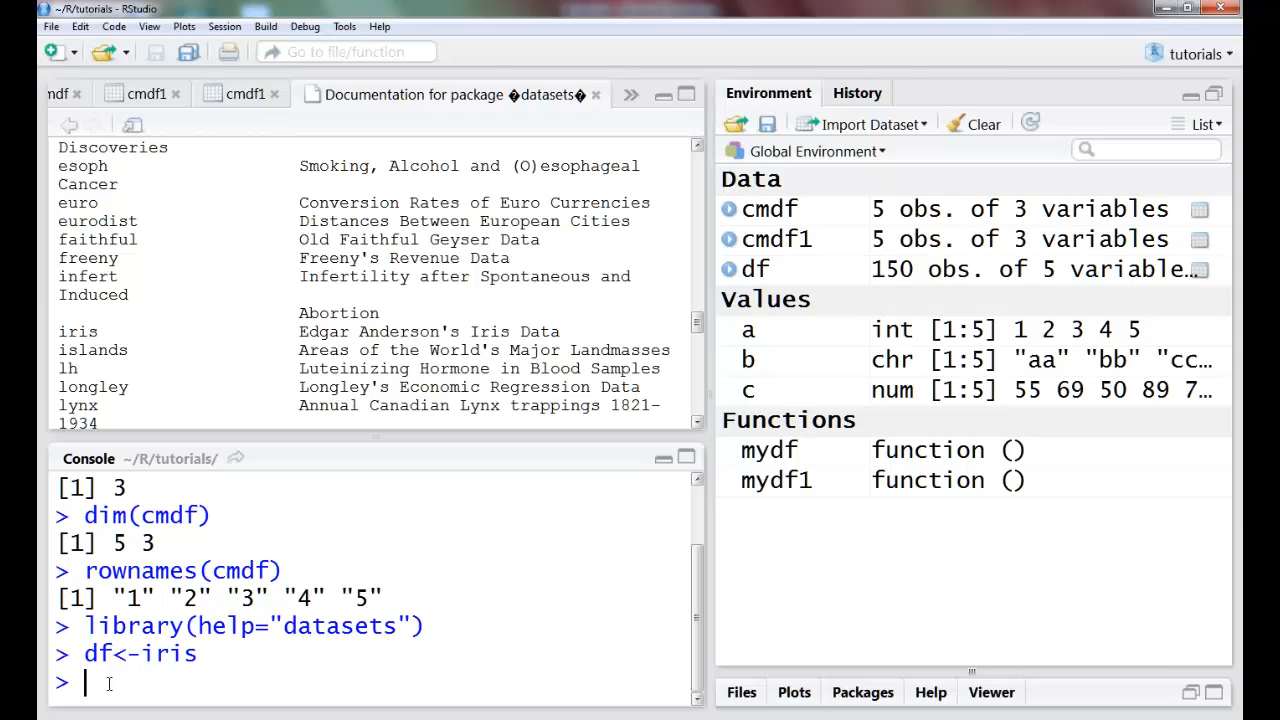 ~/R/tutorials - RStudio
File Edit Code View Plots Session Build Debug Tools Help
Go to file/function
tutorials
mdf
cmdf1
cmdf1
Documentation for package �datasets�
Discoveries
esoph Smoking, Alcohol and (O)esophageal
Cancer
euro Conversion Rates of Euro Currencies
eurodist Distances Between European Cities
faithful Old Faithful Geyser Data
freeny Freeny's Revenue Data
infert Infertility after Spontaneous and
Induced
Abortion
iris Edgar Anderson's Iris Data
islands Areas of the World's Major Landmasses
lh Luteinizing Hormone in Blood Samples
longley Longley's Economic Regression Data
lynx Annual Canadian Lynx trappings 1821-
1934
Console ~/R/tutorials/
[1] 3
> dim(cmdf)
[1] 5 3
> rownames(cmdf)
[1] "1" "2" "3" "4" "5"
> library(help="datasets")
> df<-iris
>
Environment History
Import Dataset Clear List
Global Environment
Data
cmdf 5 obs. of 3 variables
cmdf1 5 obs. of 3 variables
df 150 obs. of 5 variable…
Values
a int [1:5] 1 2 3 4 5
b chr [1:5] "aa" "bb" "cc…
c num [1:5] 55 69 50 89 7…
Functions
mydf function ()
mydf1 function ()
Files Plots Packages Help Viewer